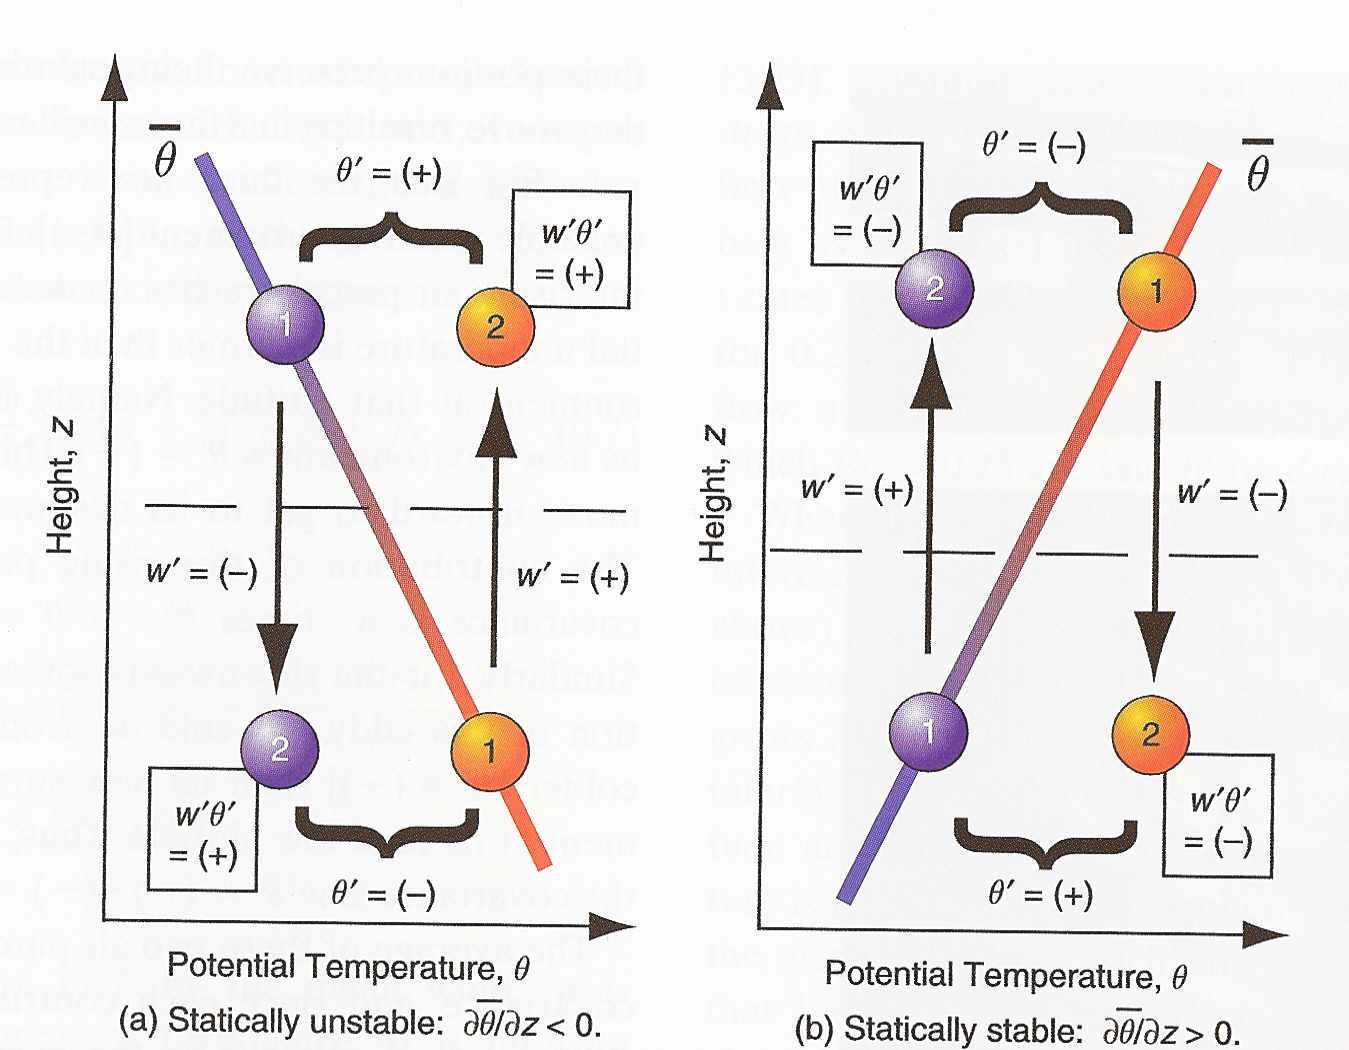 θ̅
θ′ = (+)
w′θ′
= (+)
1
2
Height, z
w′ = (–)
w′ = (+)
2
1
w′θ′
= (+)
θ′ = (–)
Potential Temperature, θ
(a) Statically unstable: ∂θ̅/∂z < 0.
θ′ = (–)
w′θ′
= (–)
θ̅
2
1
Height, z
w′ = (+)
w′ = (–)
1
2
w′θ′
= (–)
θ′ = (+)
Potential Temperature, θ
(b) Statically stable: ∂θ̅/∂z > 0.